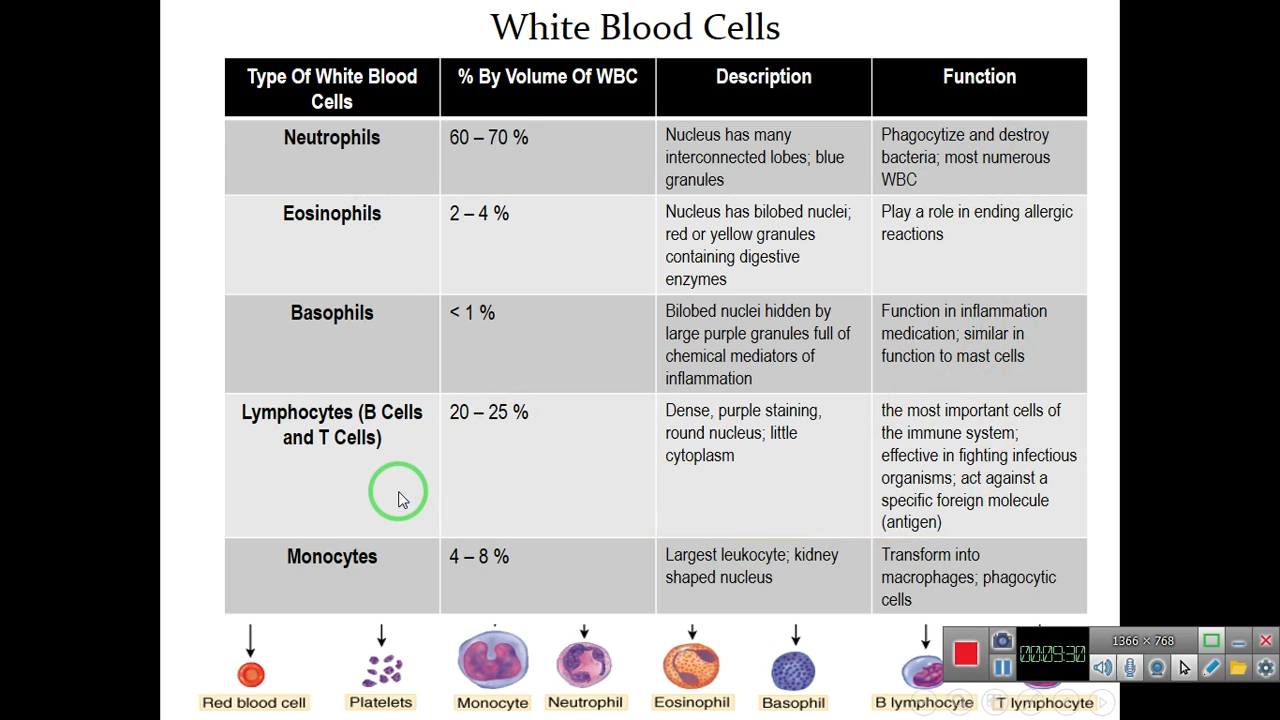 White Blood Cells
Type Of White Blood
Cells
% By Volume Of WBC
Description
Function
Neutrophils
60 – 70 %
Nucleus has many
interconnected lobes; blue
granules
Phagocytize and destroy
bacteria; most numerous
WBC
Eosinophils
2 – 4 %
Nucleus has bilobed nuclei;
red or yellow granules
containing digestive
enzymes
Play a role in ending allergic
reactions
Basophils
< 1 %
Bilobed nuclei hidden by
large purple granules full of
chemical mediators of
inflammation
Function in inflammation
medication; similar in
function to mast cells
Lymphocytes (B Cells
and T Cells)
20 – 25 %
Dense, purple staining,
round nucleus; little
cytoplasm
the most important cells of
the immune system;
effective in fighting infectious
organisms; act against a
specific foreign molecule
(antigen)
Monocytes
4 – 8 %
Largest leukocyte; kidney
shaped nucleus
Transform into
macrophages; phagocytic
cells
00:09:30
1366 × 768
Red blood cell
Platelets
Monocyte
Neutrophil
Eosinophil
Basophil
B lymphocyte
T lymphocyte